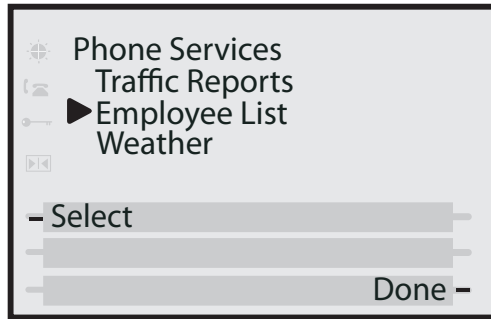 Phone Services
Traffic Reports
Employee List
Weather
Select
Done